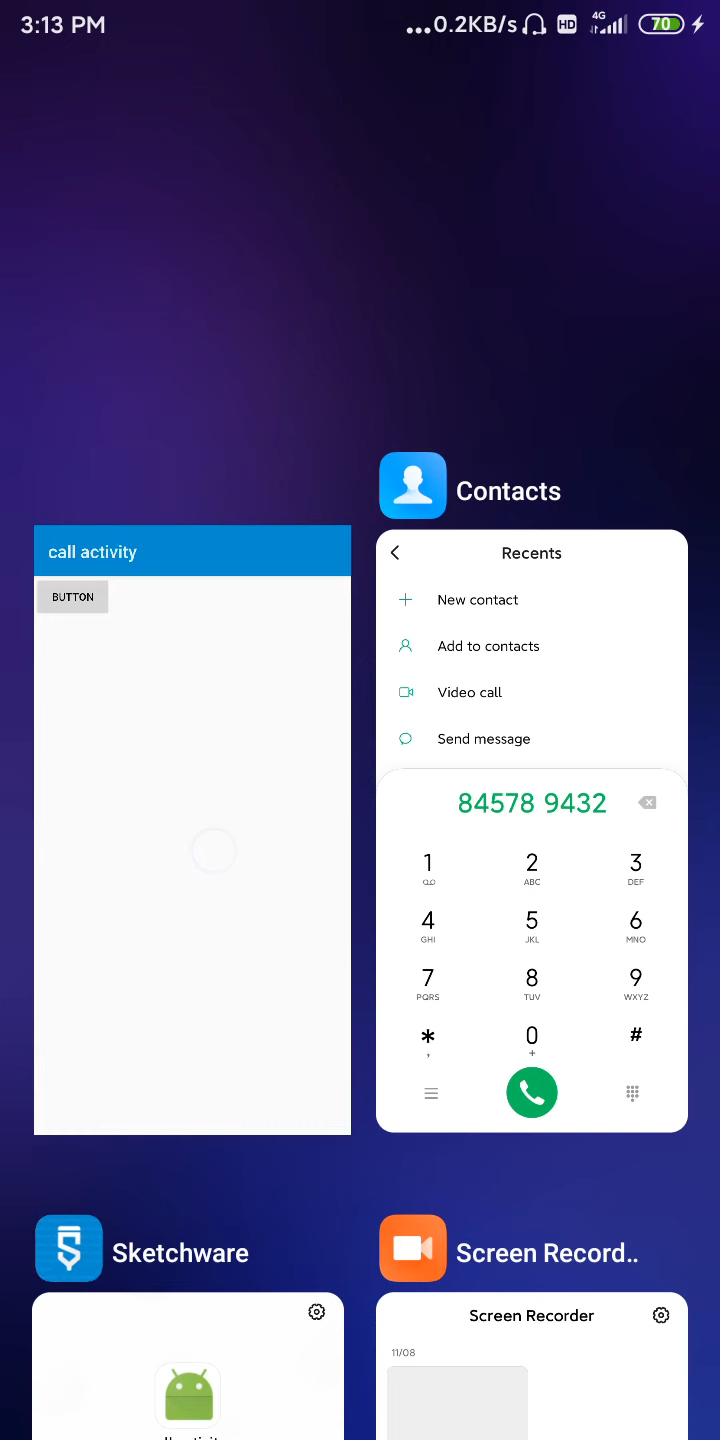 3:13 PM ...0.2KB/s HD 4G 70
Contacts
call activity
BUTTON
Recents
New contact
Add to contacts
Video call
Send message
84578 9432
1 2 3
ABC DEF
4 5 6
GHI JKL MNO
7 8 9
PQRS TUV WXYZ
* 0 #
, +
Sketchware
Screen Record..
Screen Recorder
11/08